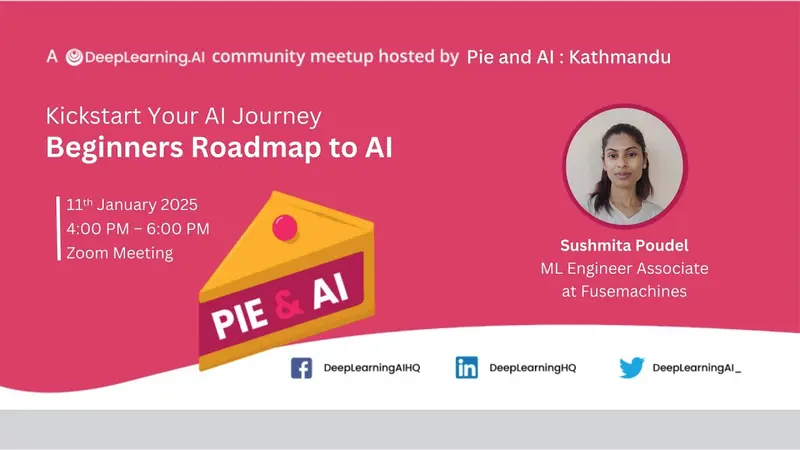 A DeepLearning.AI community meetup hosted by Pie and AI : Kathmandu
Kickstart Your AI Journey
Beginners Roadmap to AI
11th January 2025
4:00 PM – 6:00 PM
Zoom Meeting
PIE & AI
Sushmita Poudel
ML Engineer Associate
at Fusemachines
DeepLearningAIHQ
DeepLearningHQ
DeepLearningAI_